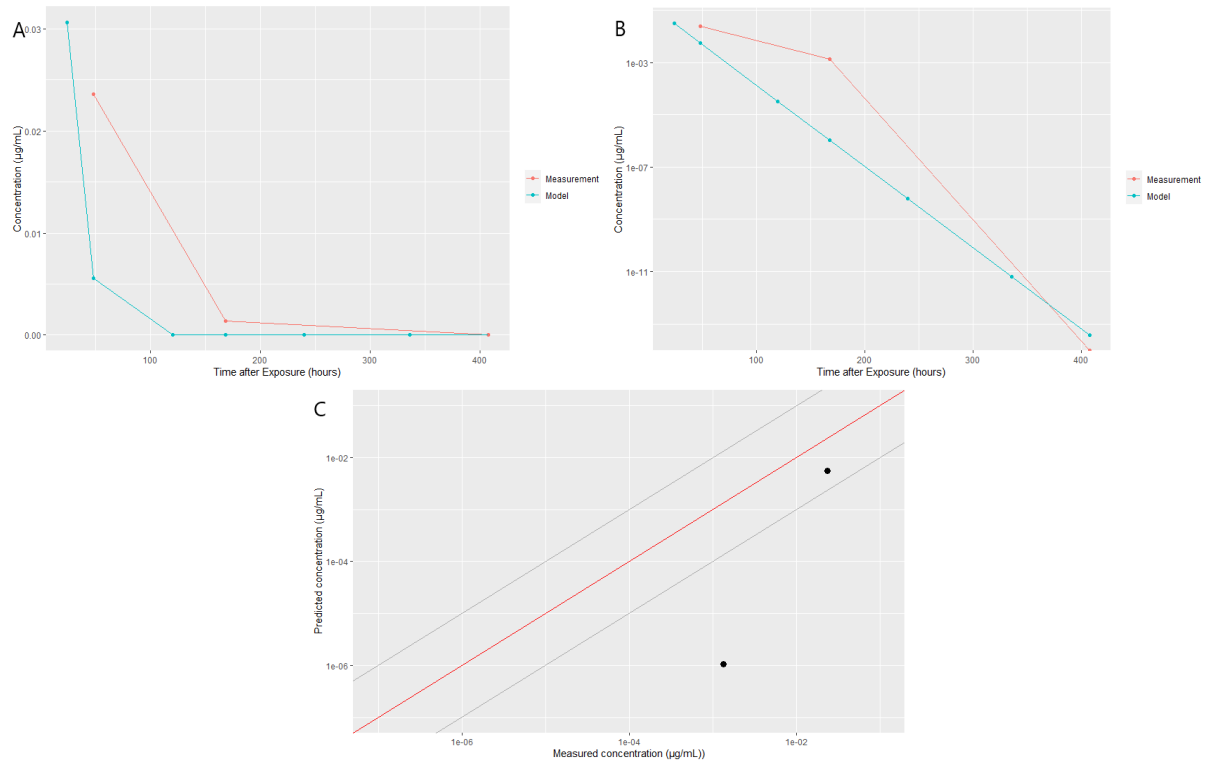 A
0.03
0.02
0.01
0.00
Concentration (µg/mL)
100
200
300
400
Time after Exposure (hours)
Measurement
Model
B
1e-03
1e-07
1e-11
Concentration (µg/mL)
100
200
300
400
Time after Exposure (hours)
Measurement
Model
C
1e-02
1e-04
1e-06
Predicted concentration (µg/mL)
1e-06
1e-04
1e-02
Measured concentration (µg/mL))